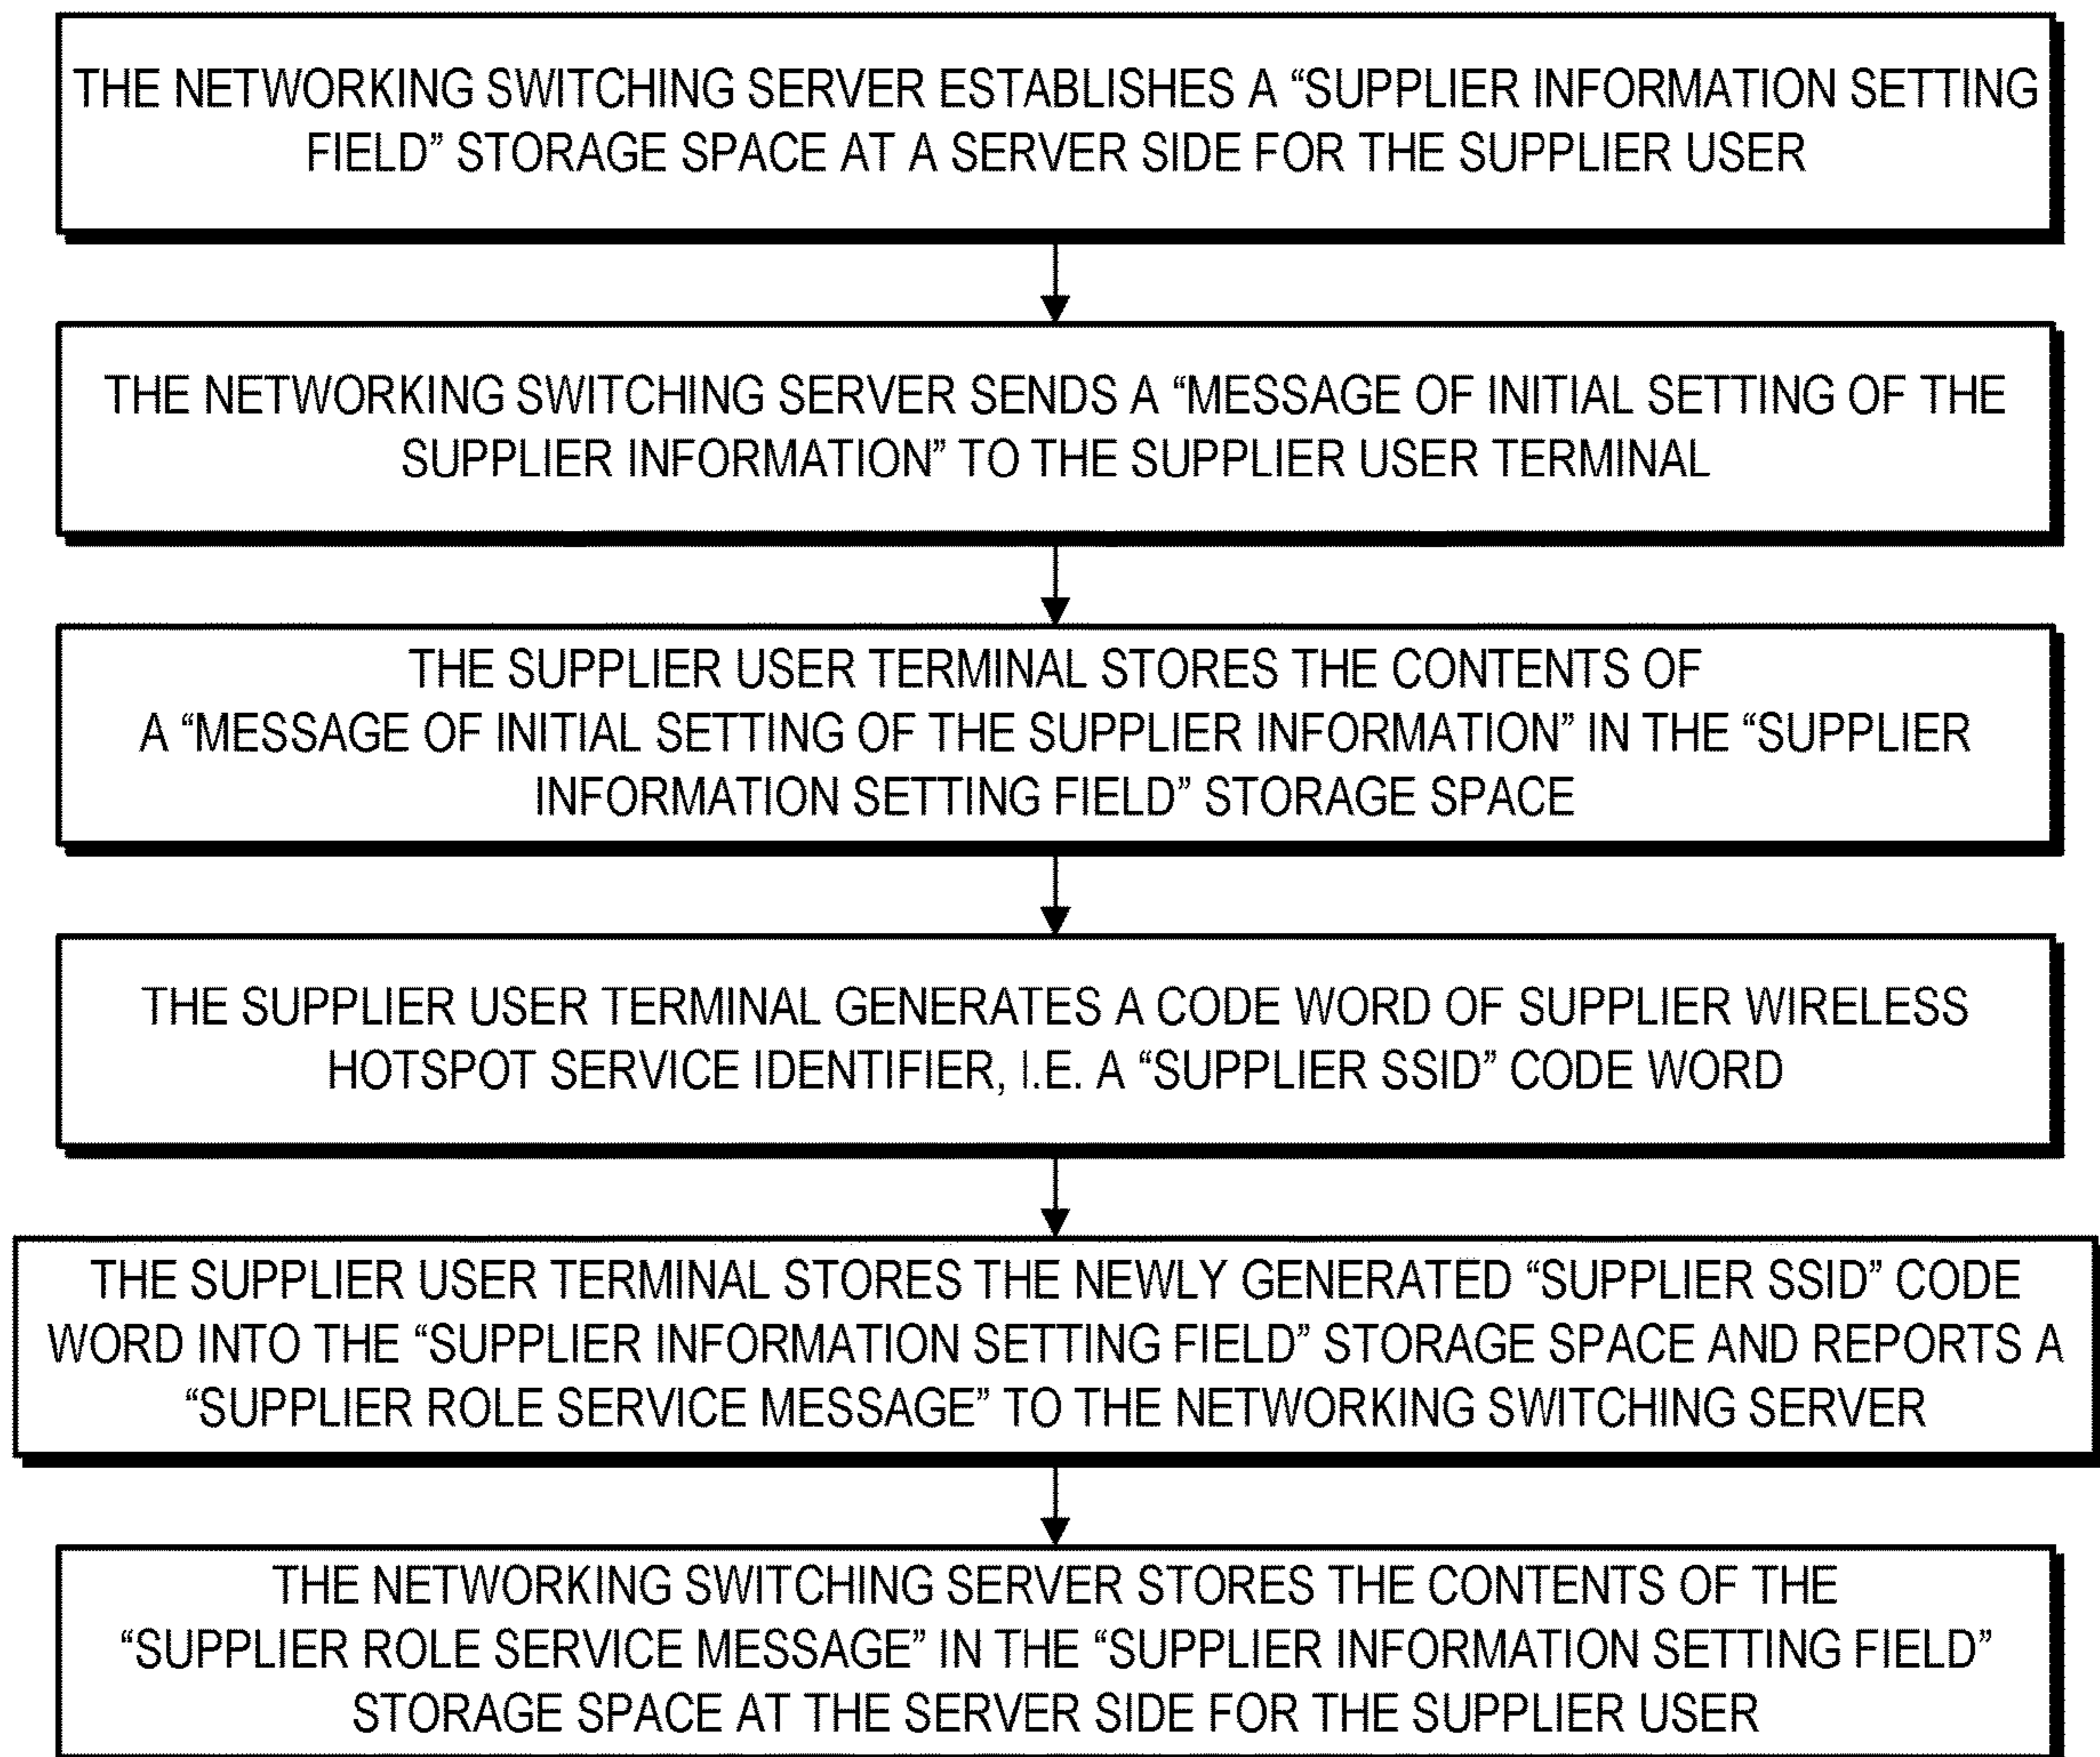 THE NETWORKING SWITCHING SERVER ESTABLISHES A “SUPPLIER INFORMATION SETTING
FIELD” STORAGE SPACE AT A SERVER SIDE FOR THE SUPPLIER USER
THE NETWORKING SWITCHING SERVER SENDS A “MESSAGE OF INITIAL SETTING OF THE
SUPPLIER INFORMATION” TO THE SUPPLIER USER TERMINAL
THE SUPPLIER USER TERMINAL STORES THE CONTENTS OF
A “MESSAGE OF INITIAL SETTING OF THE SUPPLIER INFORMATION” IN THE “SUPPLIER
INFORMATION SETTING FIELD” STORAGE SPACE
THE SUPPLIER USER TERMINAL GENERATES A CODE WORD OF SUPPLIER WIRELESS
HOTSPOT SERVICE IDENTIFIER, I.E. A “SUPPLIER SSID” CODE WORD
THE SUPPLIER USER TERMINAL STORES THE NEWLY GENERATED “SUPPLIER SSID” CODE
WORD INTO THE “SUPPLIER INFORMATION SETTING FIELD” STORAGE SPACE AND REPORTS A
“SUPPLIER ROLE SERVICE MESSAGE” TO THE NETWORKING SWITCHING SERVER
THE NETWORKING SWITCHING SERVER STORES THE CONTENTS OF THE
“SUPPLIER ROLE SERVICE MESSAGE” IN THE “SUPPLIER INFORMATION SETTING FIELD”
STORAGE SPACE AT THE SERVER SIDE FOR THE SUPPLIER USER